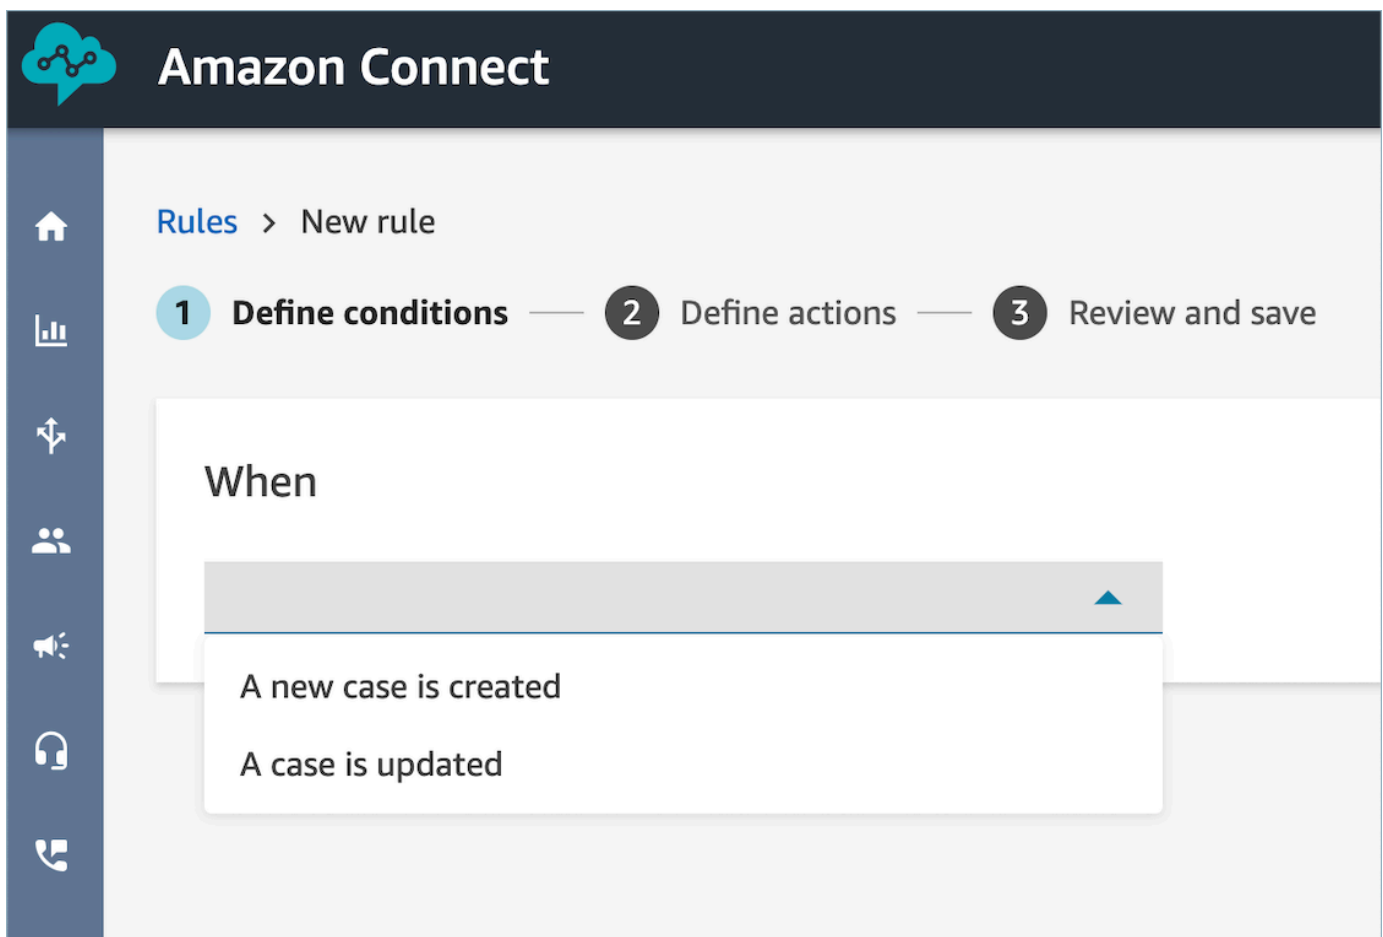 Amazon Connect
Rules > New rule
1 Define conditions 2 Define actions 3 Review and save
When
A new case is created
A case is updated